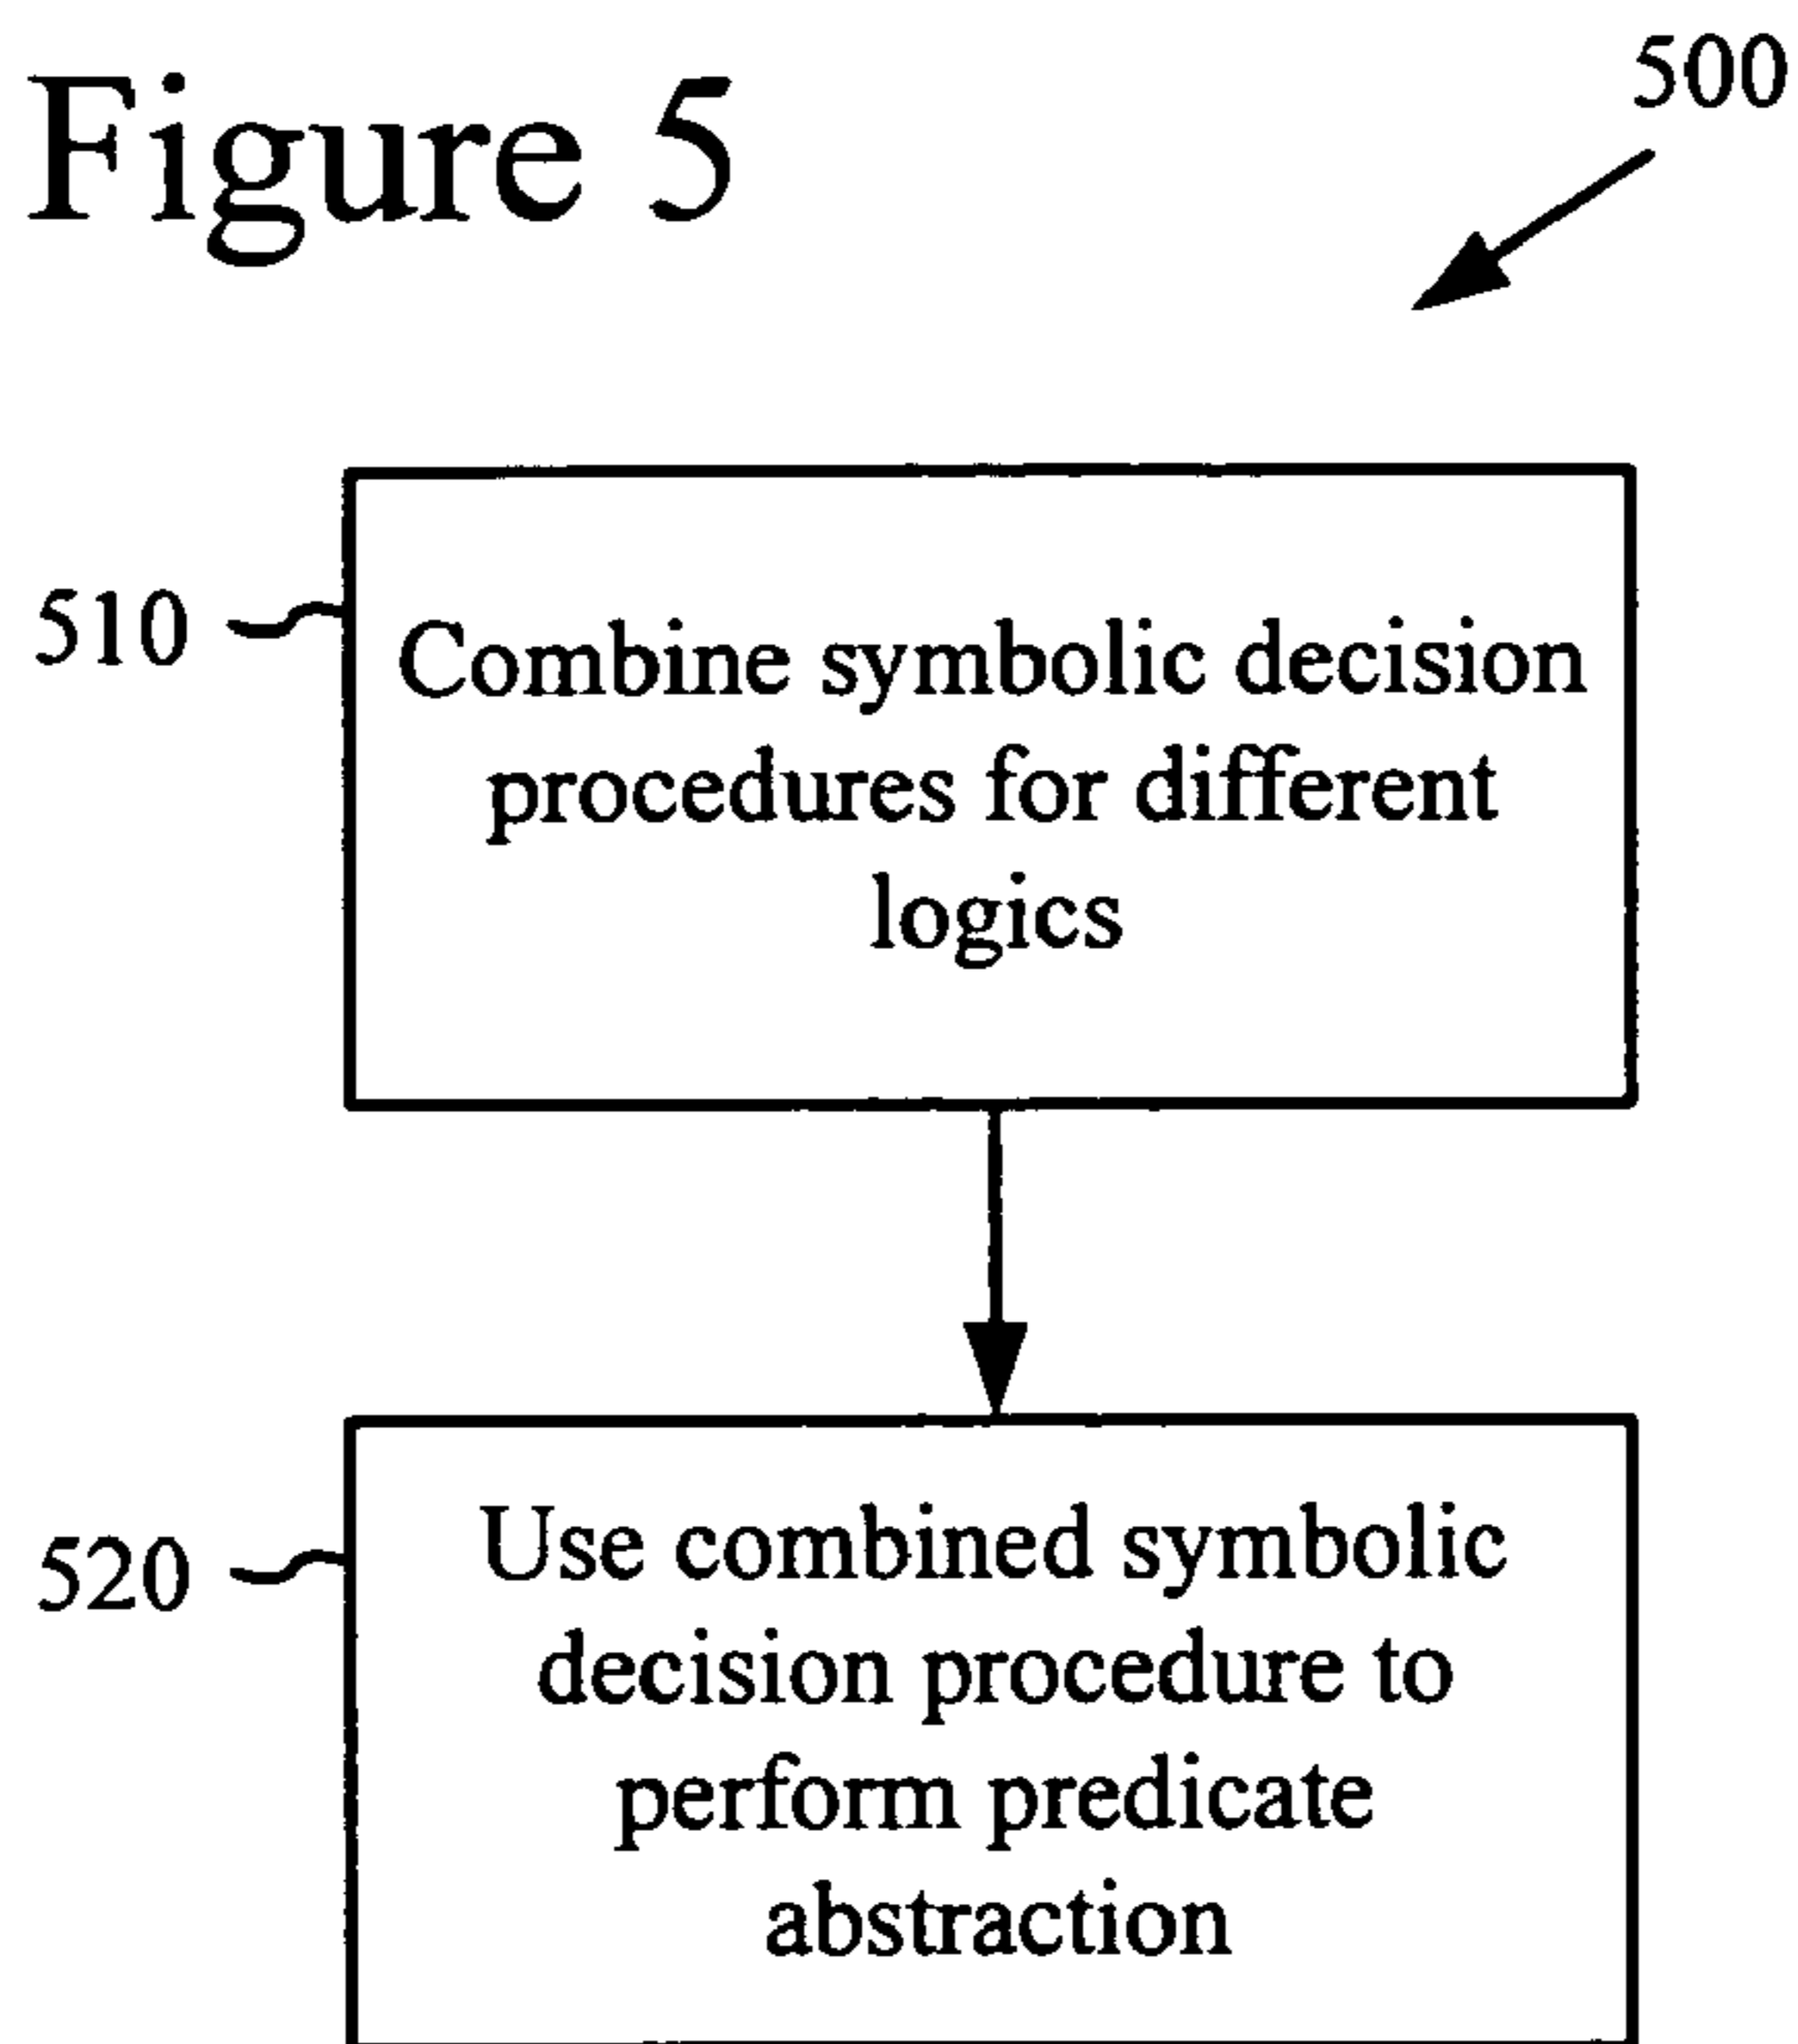 Figure 5
500
510
Combine symbolic decision
procedures for different
logics
520
Use combined symbolic
decision procedure to
perform predicate
abstraction